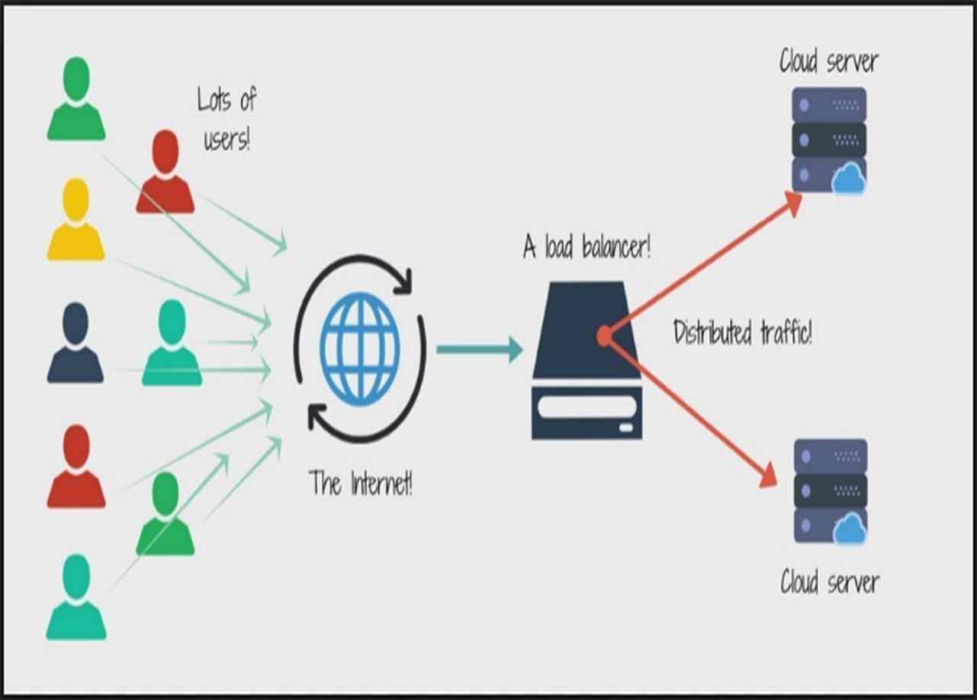 Lots of
users!
The Internet!
A load balancer!
Distributed traffic!
Cloud server
Cloud server